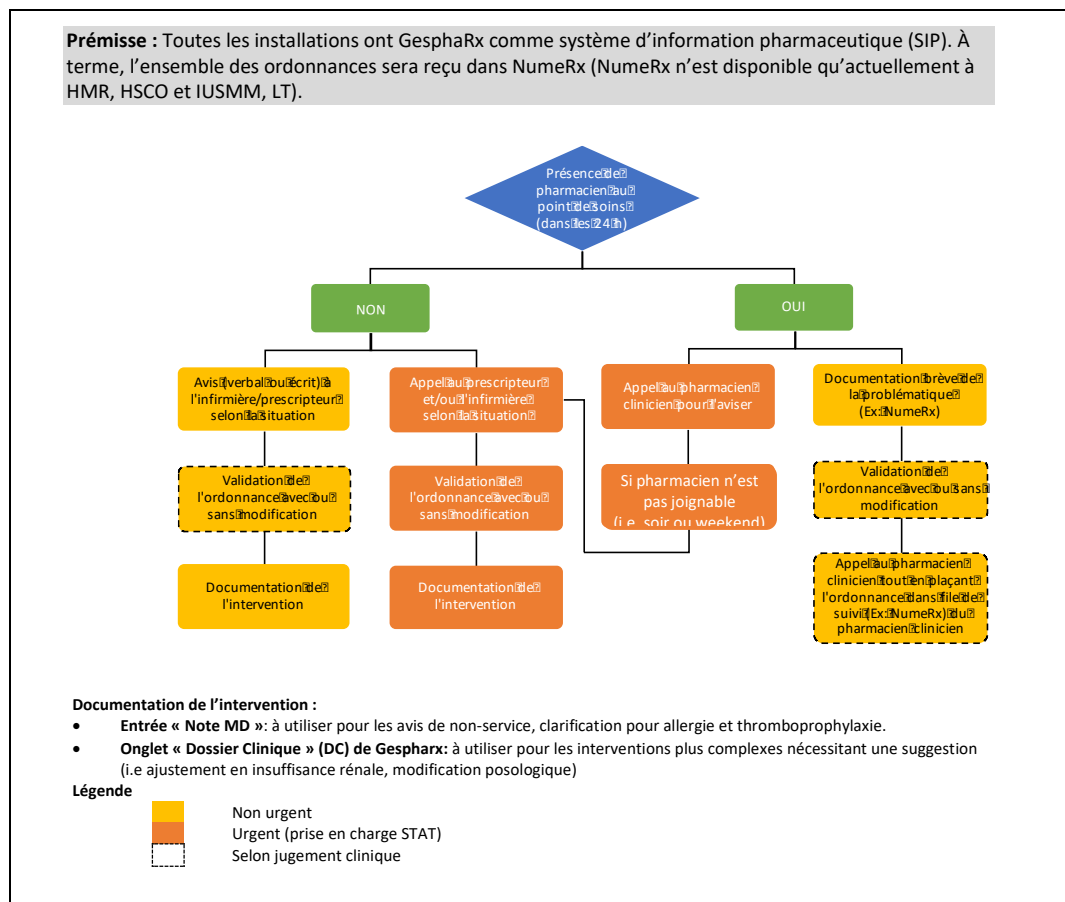 Prémisse : Toutes les installations ont GesphaRx comme système d'information pharmaceutique (SIP). À
terme, l'ensemble des ordonnances sera reçu dans NumeRx (NumeRx n'est disponible qu'actuellement à
HMR, HSCO et IUSMM, LT).
Présence de
pharmacien au
point de soins
(dans les 24 h)
NON
OUI
Avis (verbal ou écrit) à
l'infirmière/prescripteur
selon la situation
Appel au prescripteur
et/ou l'infirmière
selon la situation
Appel au pharmacien
clinicien pour l'aviser
Documentation brève de
la problématique
(Ex: NumeRx)
Validation de
l'ordonnance avec ou
sans modification
Validation de
l'ordonnance avec ou
sans modification
Si pharmacien n'est
pas joignable
(i.e. soir ou weekend)
Validation de
l'ordonnance avec ou sans
modification
Documentation de
l'intervention
Documentation de
l'intervention
Appel au pharmacien
clinicien tout en plaçant
l'ordonnance dans file de
suivi (Ex: NumeRx) du
pharmacien clinicien
Documentation de l'intervention :
• Entrée « Note MD »: à utiliser pour les avis de non-service, clarification pour allergie et thromboprophylaxie.
• Onglet « Dossier Clinique » (DC) de Gespharx: à utiliser pour les interventions plus complexes nécessitant une suggestion
(i.e ajustement en insuffisance rénale, modification posologique)
Légende
Non urgent
Urgent (prise en charge STAT)
Selon jugement clinique